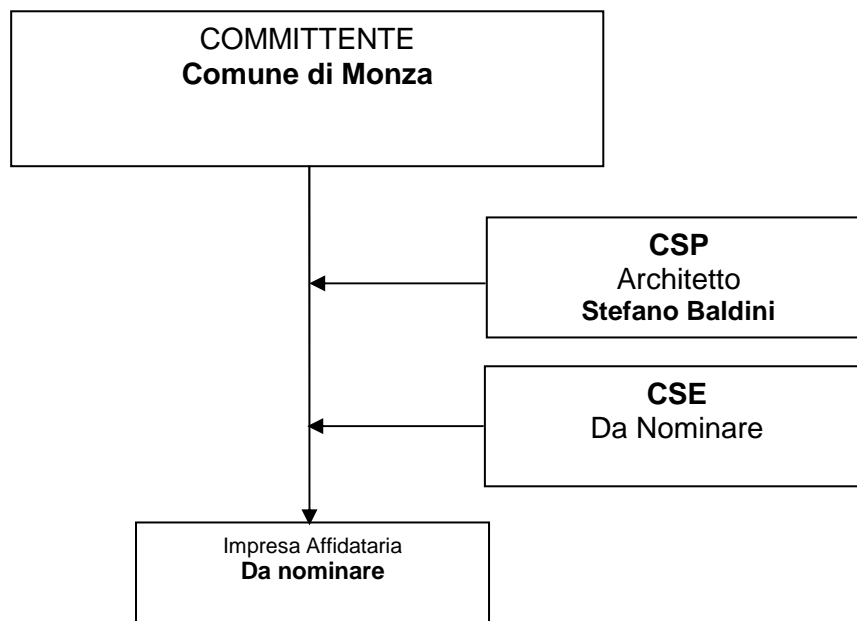 COMMITTENTE
Comune di Monza
CSP
Architetto
Stefano Baldini
CSE
Da Nominare
Impresa Affidataria
Da nominare